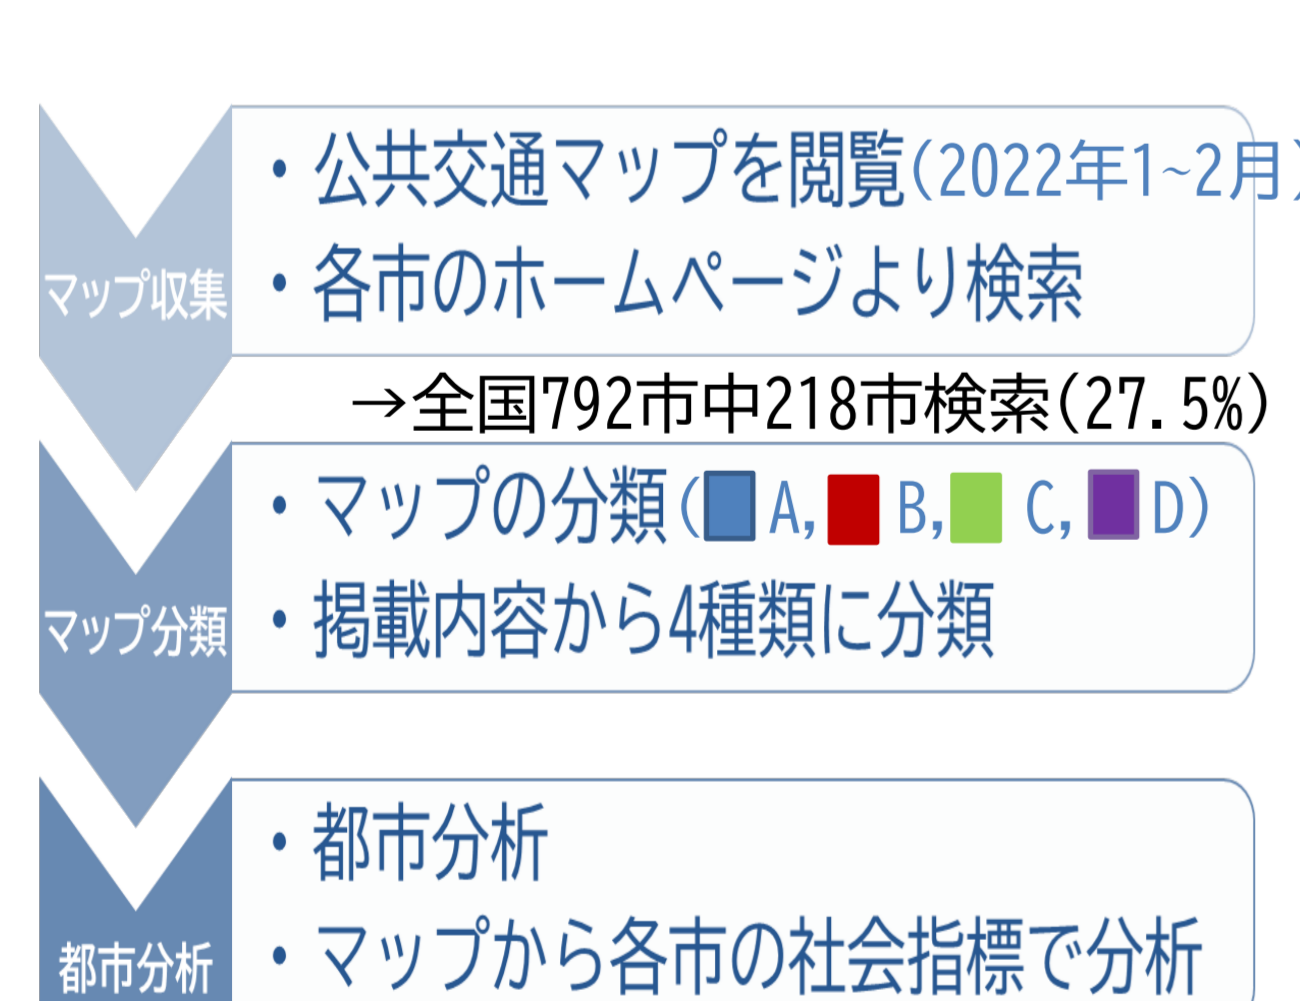 マップ収集
・公共交通マップを閲覧(2022年1~2月)
・各市のホームページより検索
→全国792市中218市検索(27.5%)
マップ分類
・マップの分類(A,B,C,D)
・掲載内容から4種類に分類
都市分析
・都市分析
・マップから各市の社会指標で分析